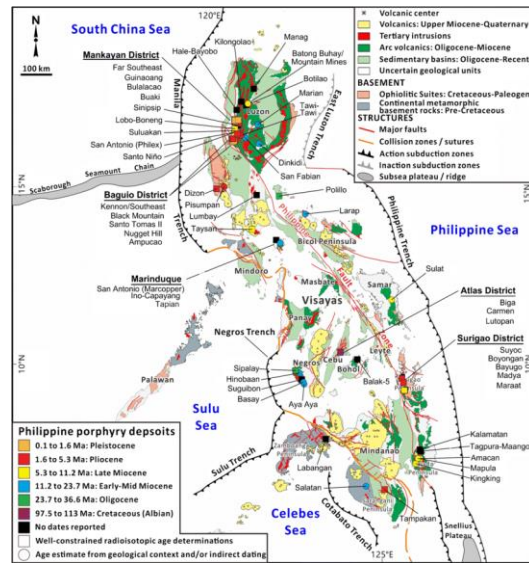 120°E
South China Sea
N
100 km
Manag
Kilongolao
Hale-Bayobo
Batong Buhay/
Mountain Mines
Mankayan District
Far Southeast
Guinaoang
Bulalacao
Buaki
Sinipsip
Lobo-Boneng
Suluakan
San Antonio (Philex)
Santo Niño
Botilao
Marian
Tawi-
Tawi
Luzon
Manila
Trench
East Luzon Trench
Dinkidi
San Fabian
Scaborough
Seamount
Chain
15°N
Baguio District
Kennon/Southeast
Black Mountain
Santo Tomas II
Nugget Hill
Ampucao
Dizon
Pisumpan
Lumbay
Taysan
Polillo
Larap
Philippine
Fault
Zone
Bicol Peninsula
Philippine Trench
Philippine Sea
Marinduque
San Antonio (Marcopper)
Ino-Capayang
Tapian
Mindoro
Masbate
Visayas
Samar
Sulat
Atlas District
Biga
Carmen
Lutopan
Panay
Negros Trench
Negros
Cebu
Leyte
Bohol
Balak-5
Surigao District
Suyoc
Boyongan
Bayugo
Madya
Maraat
10°N
Palawan
Sipalay
Hinobaan
Suguibon
Basay
Aya Aya
Sulu
Sea
Sulu Trench
Zamboanga
Peninsula
Labangan
Mindanao
Salatan
Kalamatan
Tagpura-Maangob
Amacan
Mapula
Kingking
Tampakan
Peninsula
Celebes
Sea
Cotabato Trench
125°E
Snellius
Plateau
Volcanic center
Volcanics: Upper Miocene-Quaternary
Tertiary intrusions
Arc volcanics: Oligocene-Miocene
Sedimentary basins: Oligocene-Recent
Uncertain geological units
BASEMENT
Ophiolitic Suites: Cretaceous-Paleogene
Continental metamorphic
basement rocks: Pre-Cretaceous
STRUCTURES
Major faults
Collision zones / sutures
Action subduction zones
Inaction subduction zones
Subsea plateau / ridge
Philippine porphyry depsoits
0.1 to 1.6 Ma: Pleistocene
1.6 to 5.3 Ma: Pliocene
5.3 to 11.2 Ma: Late Miocene
11.2 to 23.7 Ma: Early-Mid Miocene
23.7 to 36.6 Ma: Oligocene
97.5 to 113 Ma: Cretaceous (Albian)
No dates reported
Well-constrained radioisotopic age determinations
Age estimate from geological context and/or indirect dating